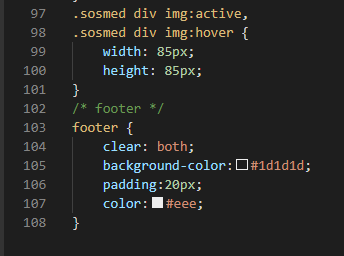 97 .sosmed div img:active,
98 .sosmed div img:hover {
99 width: 85px;
100 height: 85px;
101 }
102 /* footer */
103 footer {
104 clear: both;
105 background-color:#1d1d1d;
106 padding:20px;
107 color:#eee;
108 }